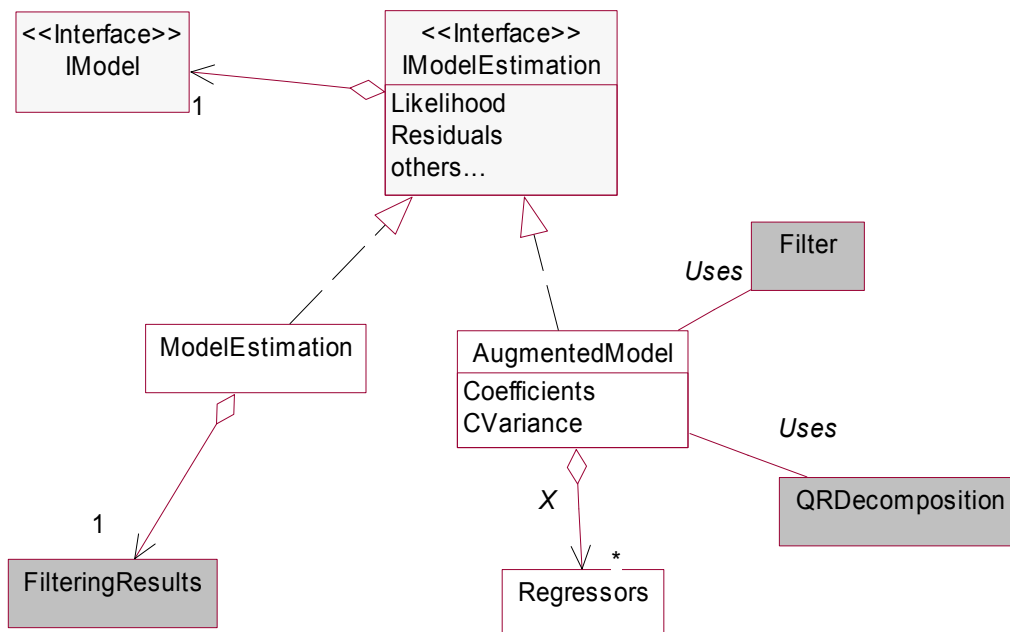 <<Interface>>
IModel
1
<<Interface>>
IModelEstimation
Likelihood
Residuals
others...
Filter
Uses
ModelEstimation
AugmentedModel
Coefficients
CVariance
Uses
QRDecomposition
X
1
*
FilteringResults
Regressors